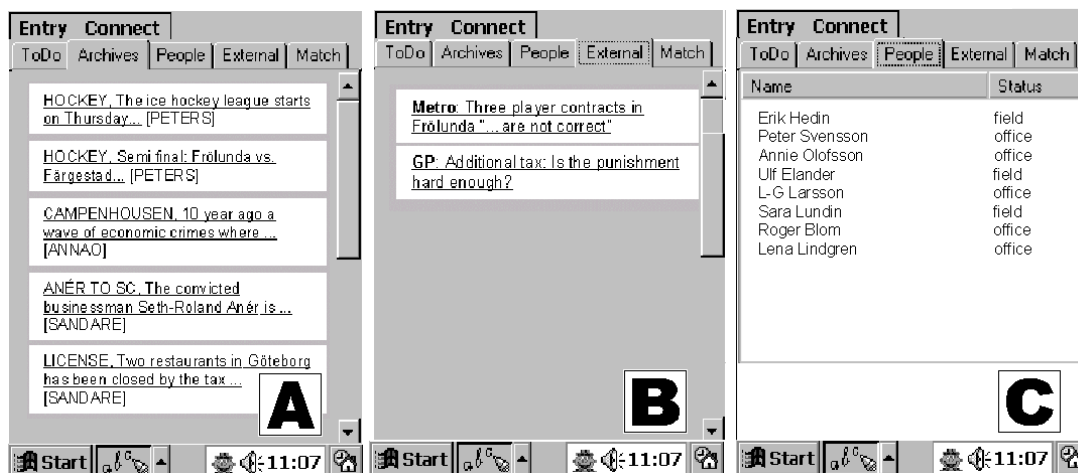 Entry Connect
ToDo Archives People External Match
HOCKEY, The ice hockey league starts
on Thursday... [PETERS]
HOCKEY, Semi final: Frölunda vs.
Färgestad... [PETERS]
CAMPENHOUSEN, 10 year ago a
wave of economic crimes where ...
[ANNAO]
ANÉR TO SC, The convicted
businessman Seth-Roland Anér is ...
[SANDARE]
LICENSE, Two restaurants in Göteborg
has been closed by the tax ...
[SANDARE]
A
Start 11:07
Entry Connect
ToDo Archives People External Match
Metro: Three player contracts in
Frölunda "... are not correct"
GP: Additional tax: Is the punishment
hard enough?
B
Start 11:07
Entry Connect
ToDo Archives People External Match
Name Status
Erik Hedin field
Peter Svensson office
Annie Olofsson office
Ulf Elander field
L-G Larsson office
Sara Lundin field
Roger Blom office
Lena Lindgren office
C
Start 11:07